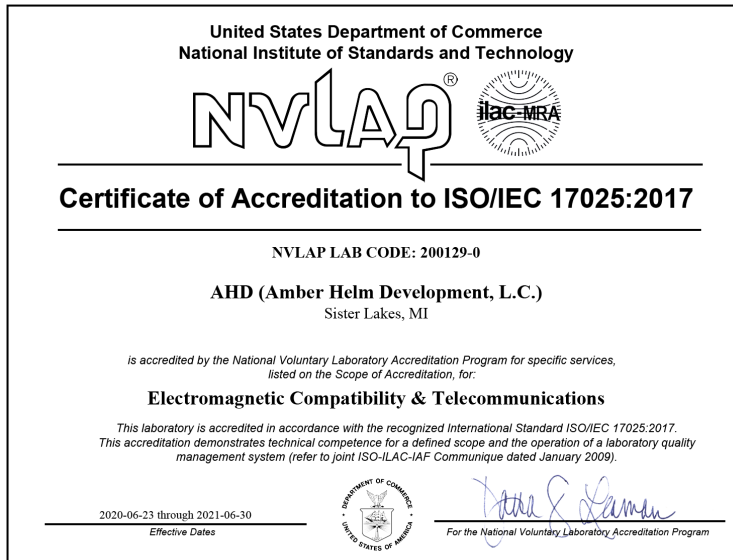 United States Department of Commerce
National Institute of Standards and Technology
NVLAP®
ilac-MRA
Certificate of Accreditation to ISO/IEC 17025:2017
NVLAP LAB CODE: 200129-0
AHD (Amber Helm Development, L.C.)
Sister Lakes, MI
is accredited by the National Voluntary Laboratory Accreditation Program for specific services,
listed on the Scope of Accreditation, for:
Electromagnetic Compatibility & Telecommunications
This laboratory is accredited in accordance with the recognized International Standard ISO/IEC 17025:2017.
This accreditation demonstrates technical competence for a defined scope and the operation of a laboratory quality
management system (refer to joint ISO-ILAC-IAF Communique dated January 2009).
DEPARTMENT OF COMMERCE
UNITED STATES OF AMERICA
2020-06-23 through 2021-06-30
Effective Dates
For the National Voluntary Laboratory Accreditation Program